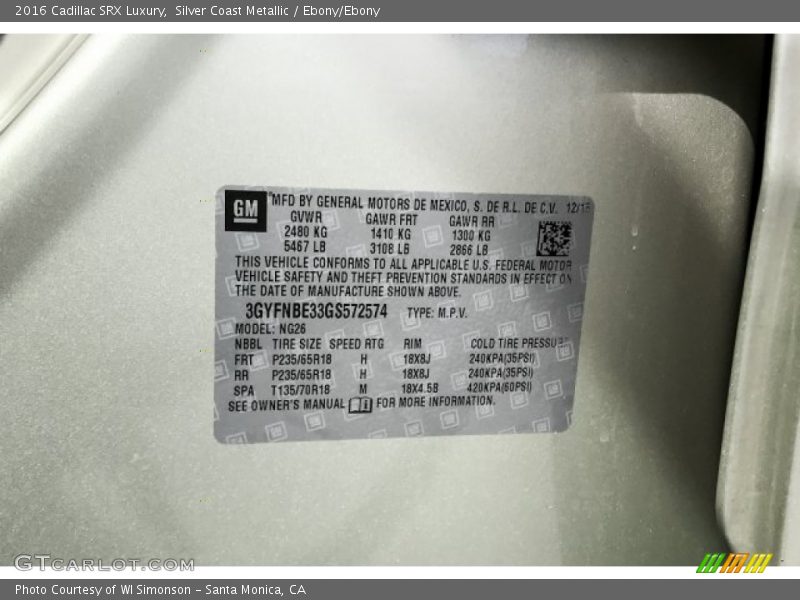 2016 Cadillac SRX Luxury, Silver Coast Metallic / Ebony/Ebony
GM
MFD BY GENERAL MOTORS DE MEXICO, S. DE R.L. DE C.V.
GVWR GAWR FRT GAWR RR
2480 KG 1410 KG 1300 KG
5467 LB 3108 LB 2866 LB
THIS VEHICLE CONFORMS TO ALL APPLICABLE U.S. FEDERAL MOTOR
VEHICLE SAFETY AND THEFT PREVENTION STANDARDS IN EFFECT ON
THE DATE OF MANUFACTURE SHOWN ABOVE.
3GYFNBE33GS572574 TYPE: M.P.V.
MODEL: NG26
NBBL TIRE SIZE SPEED RTG RIM COLD TIRE PRESSURE
FRT P235/65R18 H 18X8J 240KPA(35PSI)
RR P235/65R18 H 18X8J 240KPA(35PSI)
SPA T135/70R18 M 18X4.5B 420KPA(60PSI)
SEE OWNER'S MANUAL FOR MORE INFORMATION.
GTCARLOT.COM
Photo Courtesy of WI Simonson – Santa Monica, CA